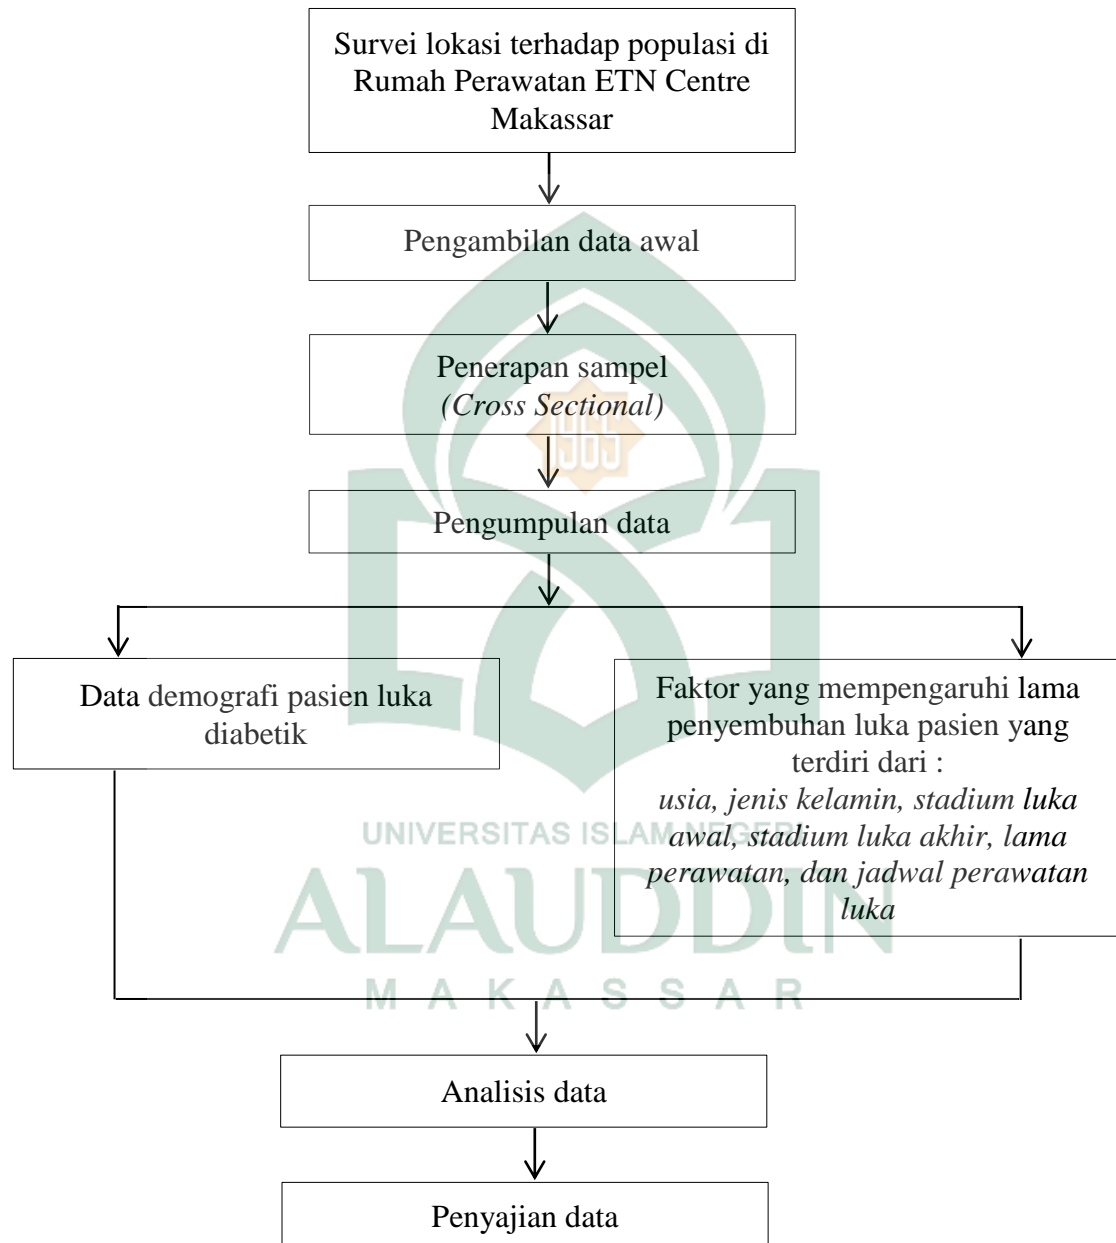 Survei lokasi terhadap populasi di
Rumah Perawatan ETN Centre
Makassar
Pengambilan data awal
Penerapan sampel
(Cross Sectional)
1965
Pengumpulan data
Data demografi pasien luka
diabetik
Faktor yang mempengaruhi lama
penyembuhan luka pasien yang
terdiri dari :
usia, jenis kelamin, stadium luka
awal, stadium luka akhir, lama
perawatan, dan jadwal perawatan
luka
UNIVERSITAS ISLAM NEGERI
ALAUDDIN
MAKASSAR
Analisis data
Penyajian data